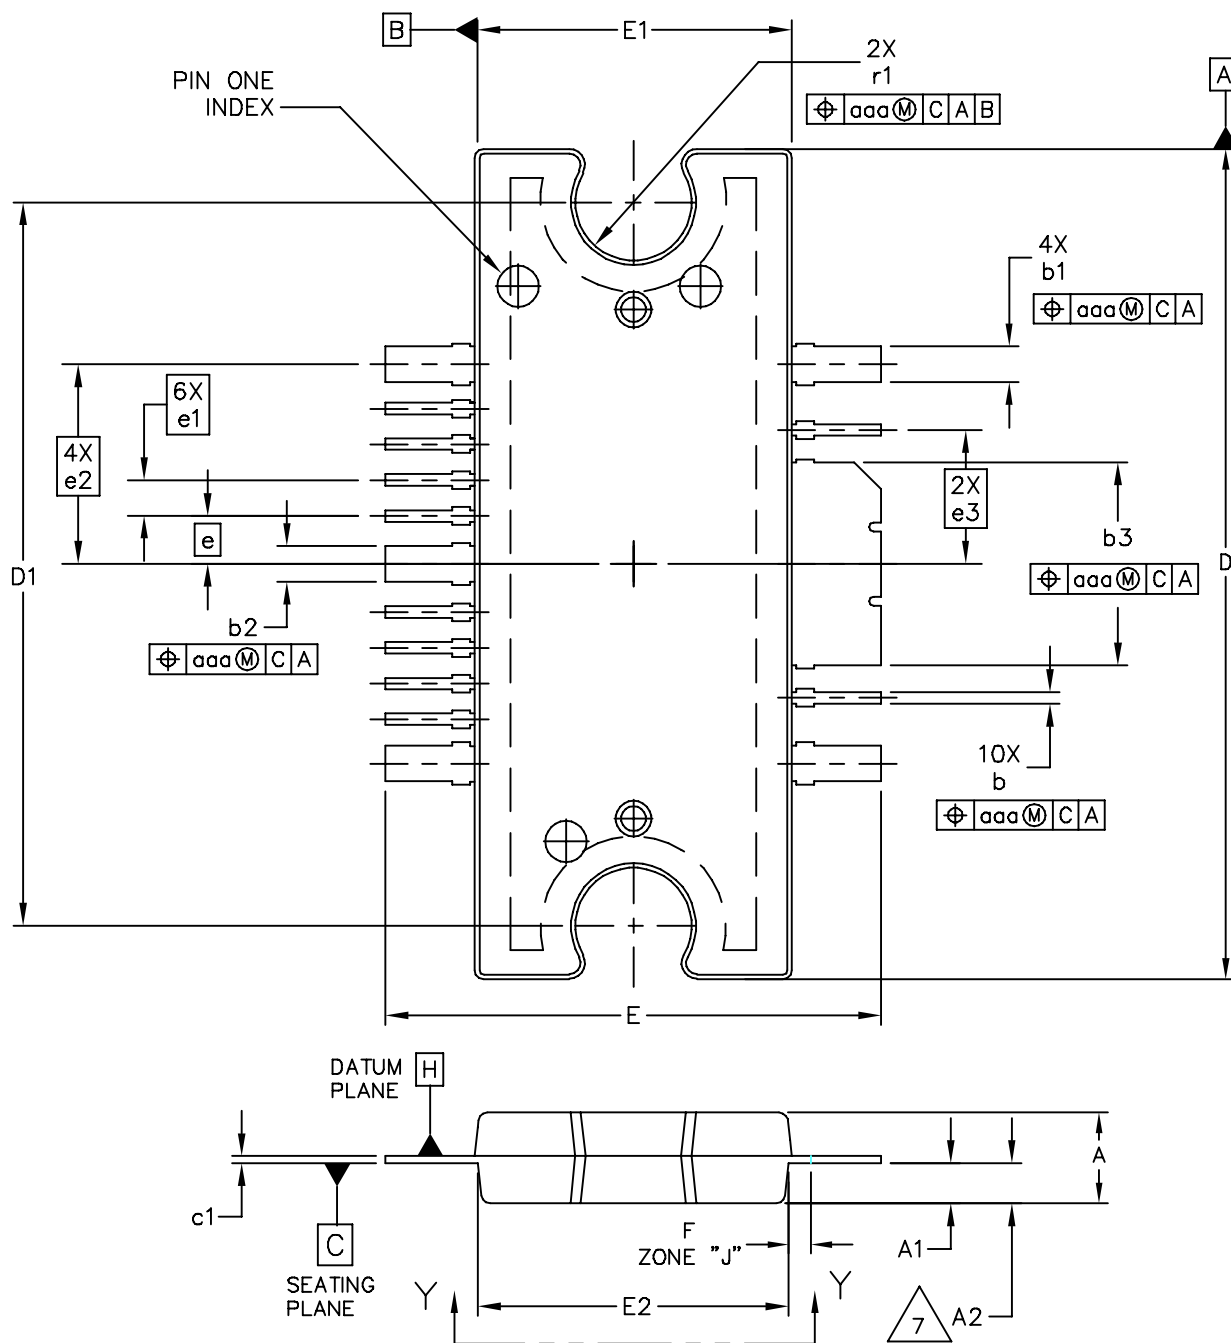 B
E1
2X
r1
A
PIN ONE
INDEX
⌖ aaa Ⓜ C A B
4X
b1
⌖ aaa Ⓜ C A
6X
e1
4X
e2
2X
e3
e
b3
D1
D
⌖ aaa Ⓜ C A
b2
⌖ aaa Ⓜ C A
10X
b
⌖ aaa Ⓜ C A
E
DATUM
PLANE
H
A
c1
C
SEATING
PLANE
F
ZONE "J"
A1
Y
Y
E2
7
A2